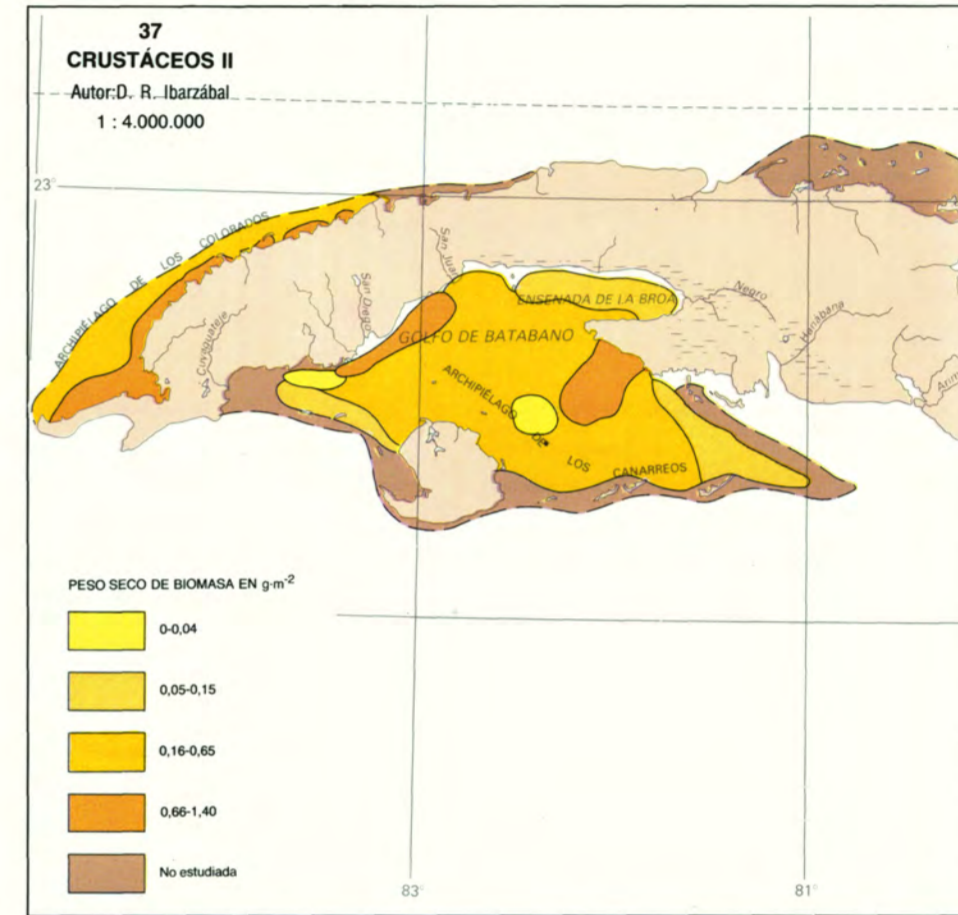 37
CRUSTÁCEOS II
Autor:D. R. Ibarzábal
1 : 4.000.000
23°
ARCHIPIÉLAGO DE LOS COLORADOS
Cuyaguateje
San Diego
San Juan
ENSENADA DE LA BROA
GOLFO DE BATABANO
Negro
Hanábana
ARCHIPIÉLAGO DE LOS CANARREOS
PESO SECO DE BIOMASA EN g·m⁻²
0-0,04
0,05-0,15
0,16-0,65
0,66-1,40
No estudiada
83°
81°